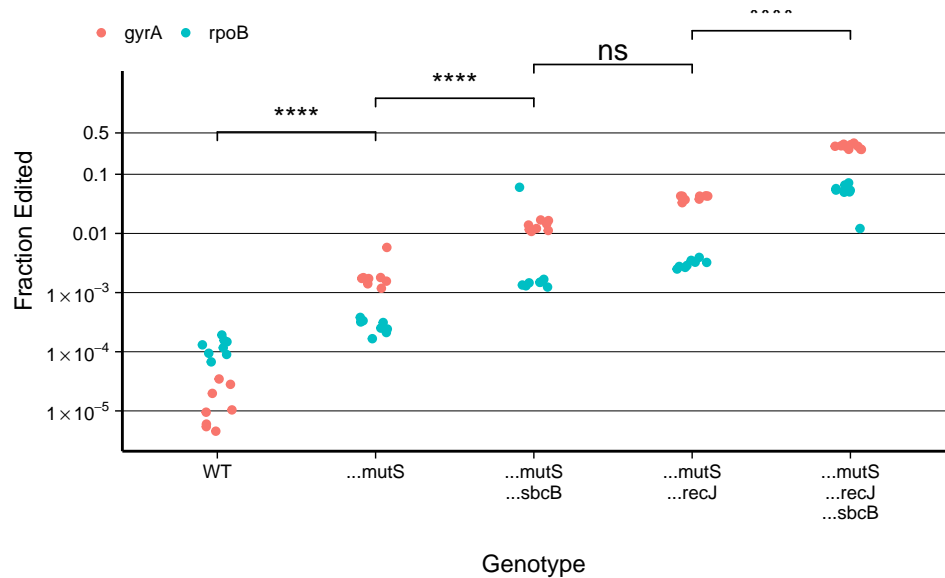 gyrA rpoB
****
ns
****
****
0.5
0.1
0.01
1×10⁻³
1×10⁻⁴
1×10⁻⁵
Fraction Edited
WT
...mutS
...mutS
...sbcB
...mutS
...recJ
...mutS
...recJ
...sbcB
Genotype